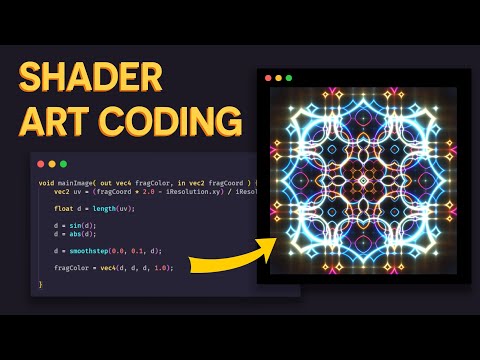 SHADER
ART CODING
void mainImage( out vec4 fragColor, in vec2 fragCoord ) {
vec2 uv = (fragCoord * 2.0 - iResolution.xy) / iResol
float d = length(uv);
d = sin(d);
d = abs(d);
d = smoothstep(0.0, 0.1, d);
fragColor = vec4(d, d, d, 1.0);
}